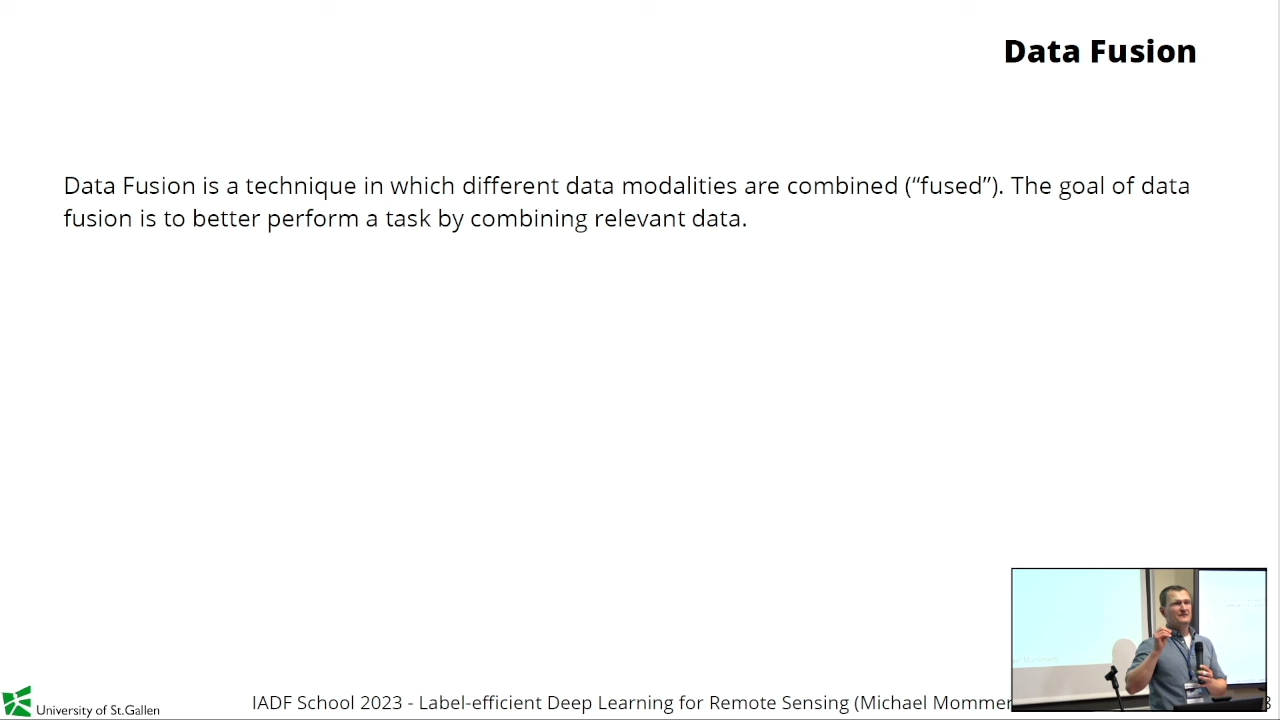 Data Fusion
Data Fusion is a technique in which different data modalities are combined (“fused”). The goal of data
fusion is to better perform a task by combining relevant data.
University of St.Gallen
IADF School 2023 - Label-efficient Deep Learning for Remote Sensing (Michael Mommer